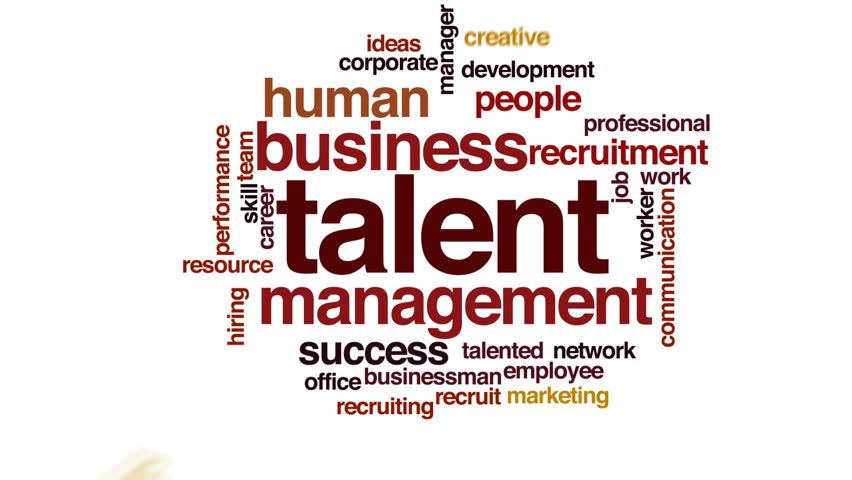 manager
creative
ideas
corporate
development
human
people
professional
business
recruitment
performance
team
skill
career
talent
job
work
worker
communication
resource
management
hiring
success
talented
network
office
businessman
employee
recruiting
recruit
marketing